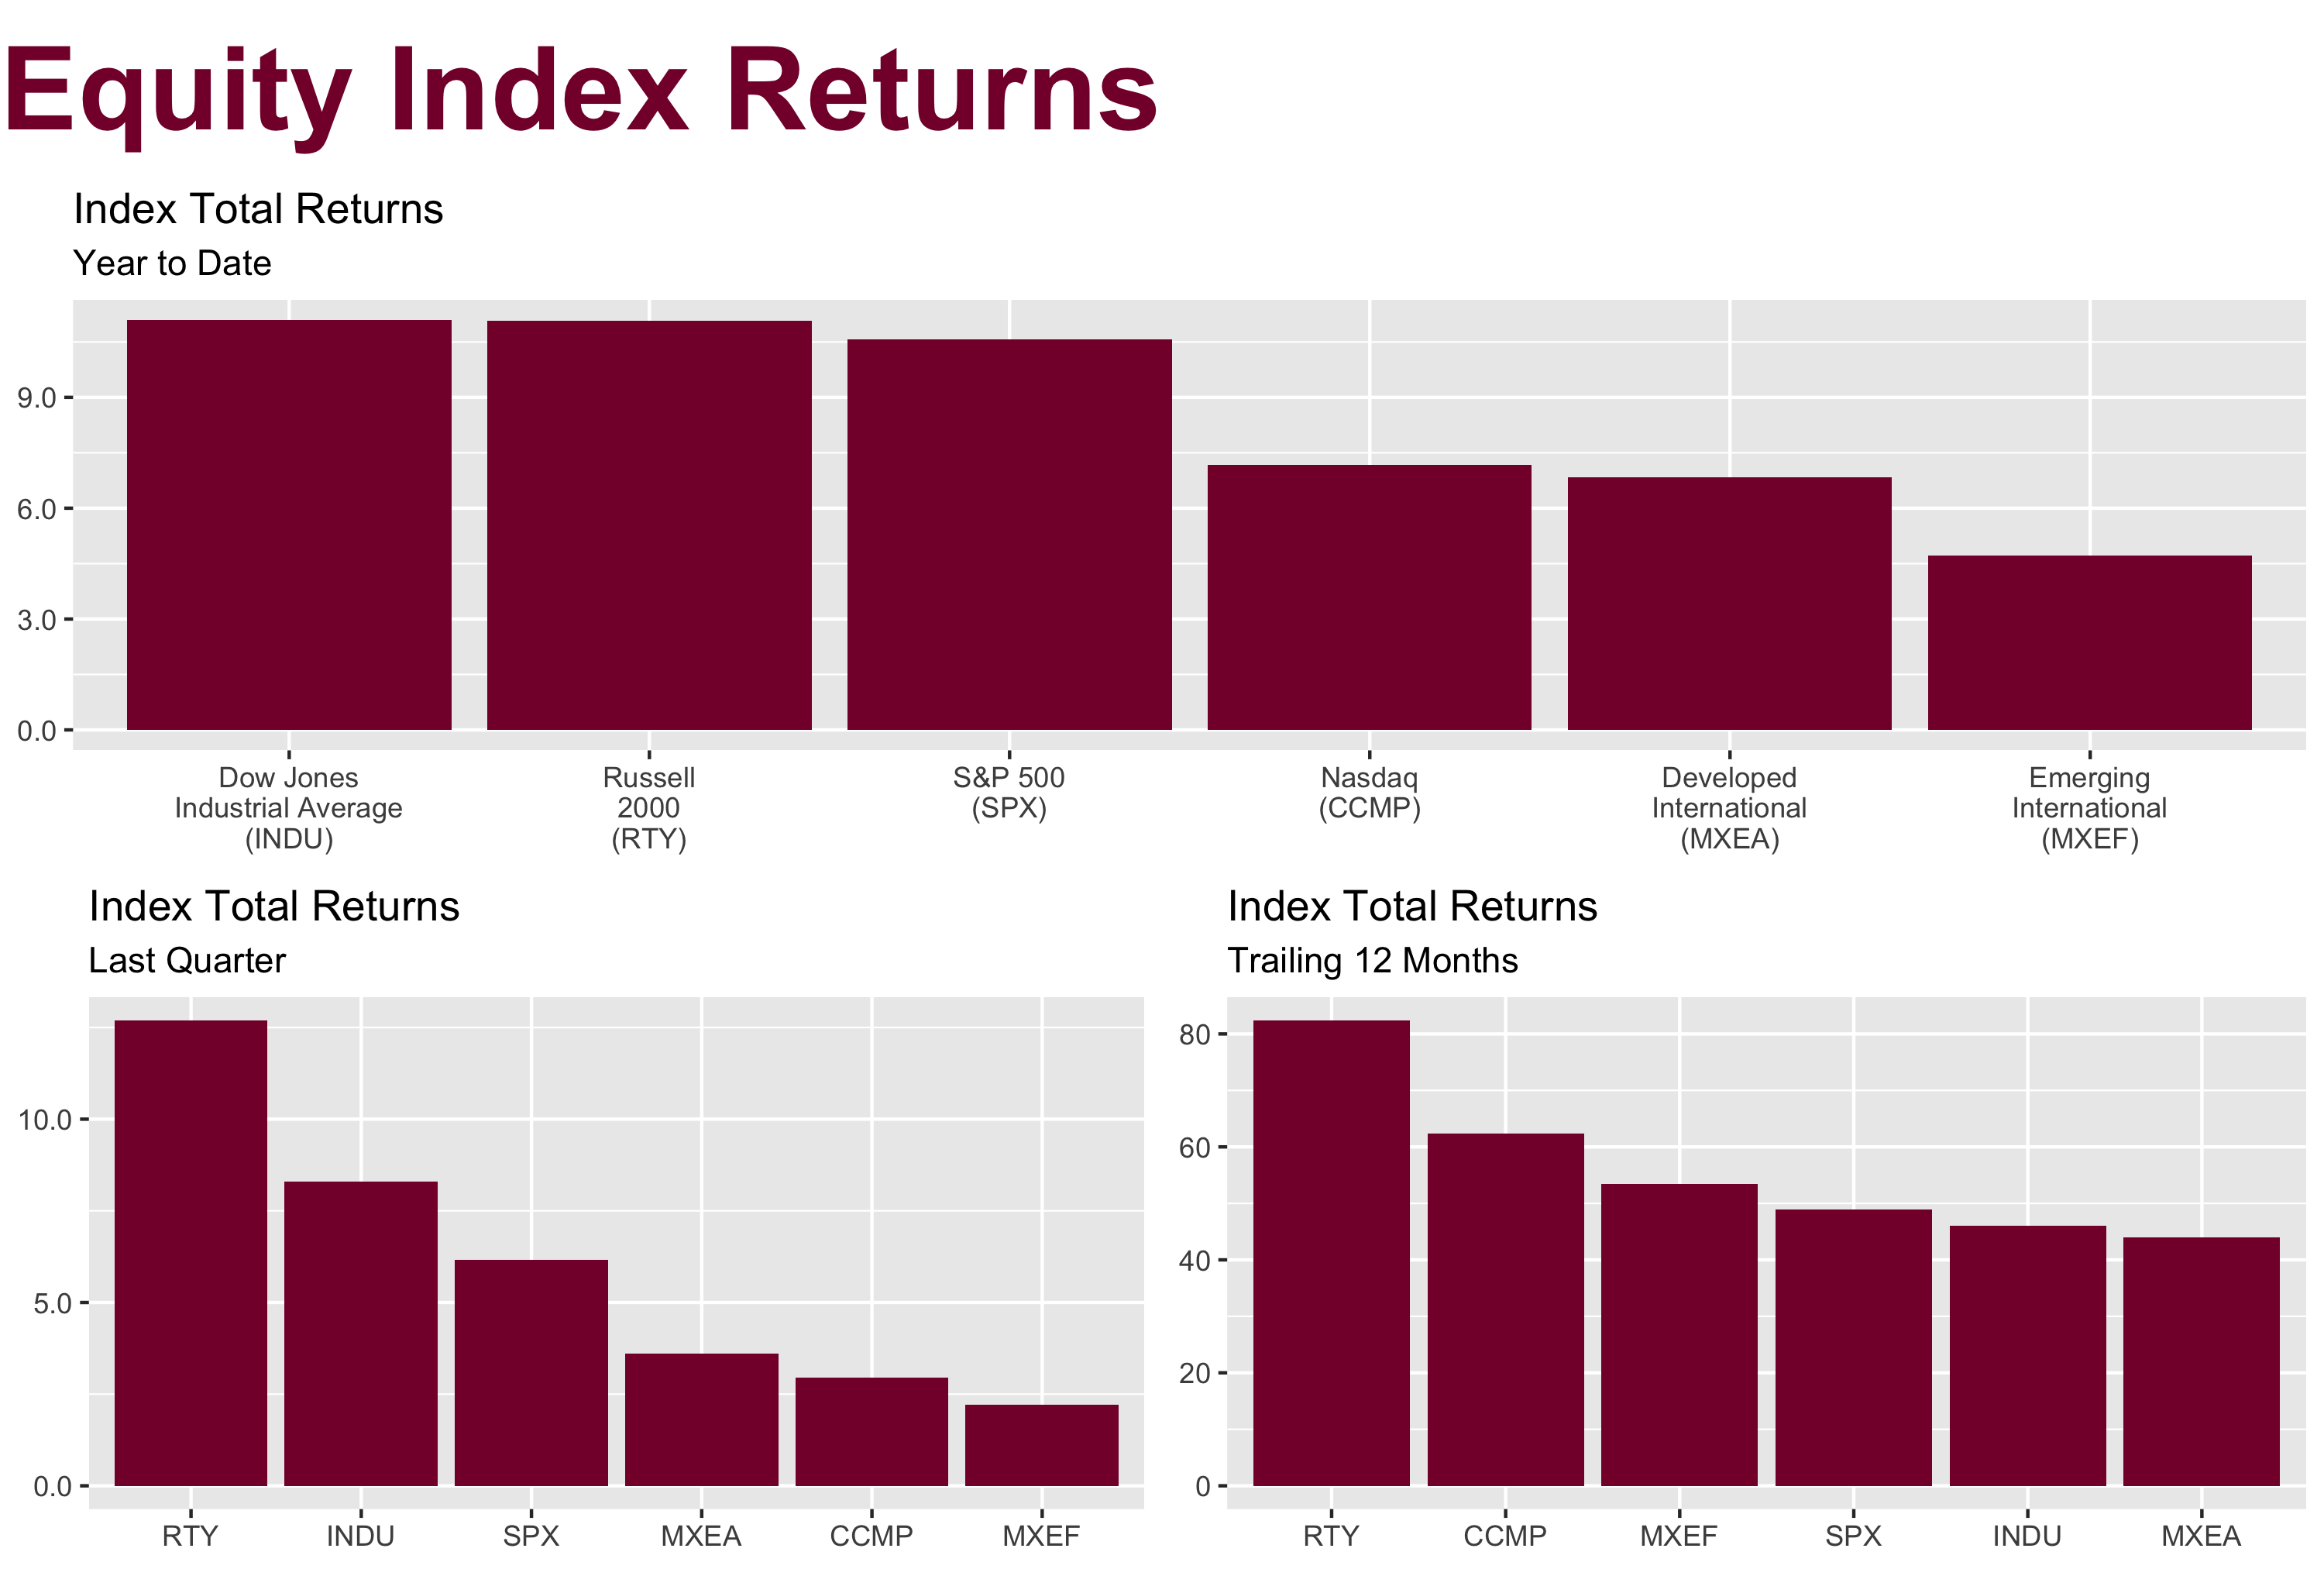 Equity Index Returns
Index Total Returns
Year to Date
9.0
6.0
3.0
0.0
Dow Jones
Industrial Average
(INDU)
Russell
2000
(RTY)
S&P 500
(SPX)
Nasdaq
(CCMP)
Developed
International
(MXEA)
Emerging
International
(MXEF)
Index Total Returns
Last Quarter
10.0
5.0
0.0
RTY
INDU
SPX
MXEA
CCMP
MXEF
Index Total Returns
Trailing 12 Months
80
60
40
20
0
RTY
CCMP
MXEF
SPX
INDU
MXEA